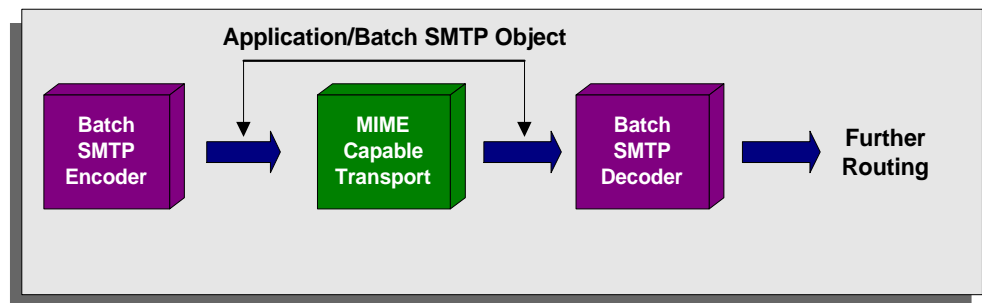 Application/Batch SMTP Object
Batch
SMTP
Encoder
MIME
Capable
Transport
Batch
SMTP
Decoder
Further
Routing